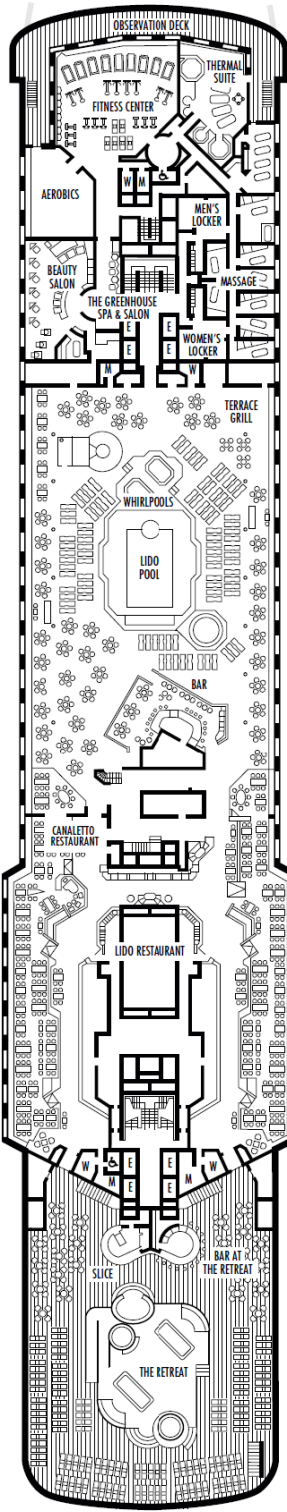 OBSERVATION DECK
THERMAL
SUITE
FITNESS CENTER
W M
AEROBICS
MEN'S
LOCKER
BEAUTY
SALON
MASSAGE
THE GREENHOUSE
SPA & SALON
E E
WOMEN'S
LOCKER
E E
M W
TERRACE
GRILL
WHIRLPOOLS
LIDO
POOL
BAR
CANALETTO
RESTAURANT
LIDO RESTAURANT
W E E W
M E E M
SLICE
BAR AT
THE RETREAT
THE RETREAT